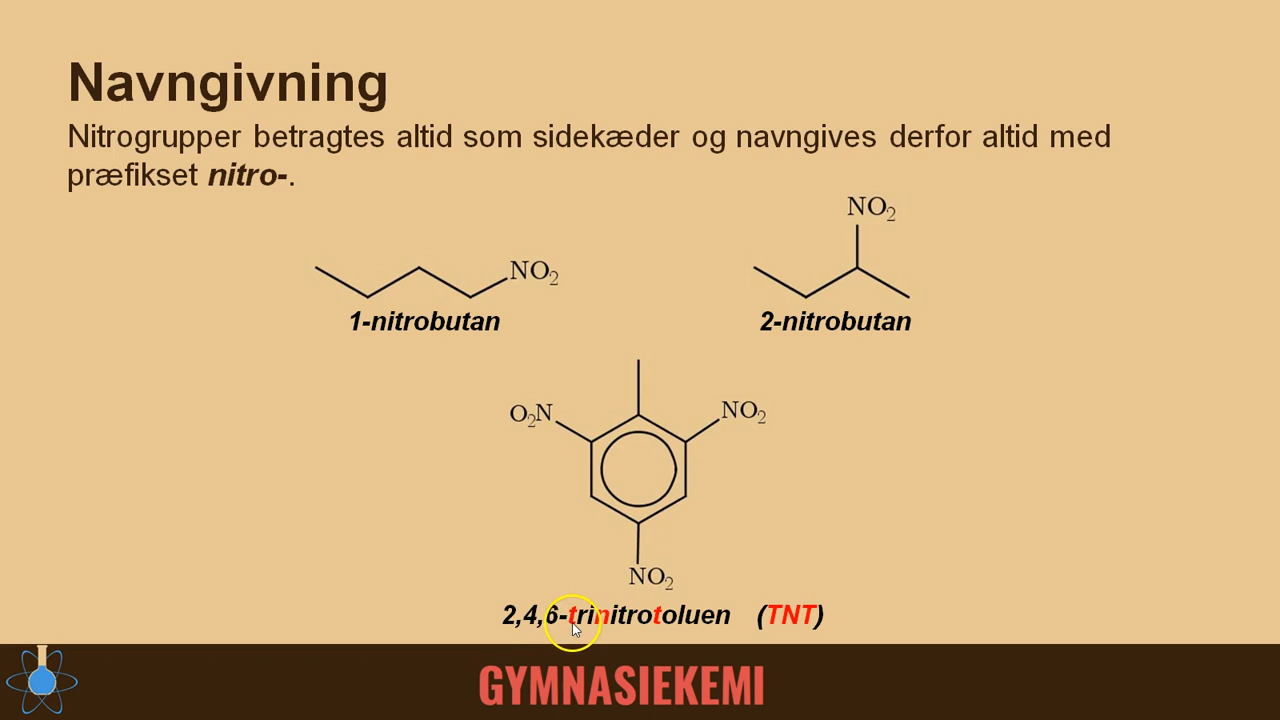 Navngivning
Nitrogrupper betragtes altid som sidekæder og navngives derfor altid med
præfikset nitro-.
NO₂
NO₂
1-nitrobutan
2-nitrobutan
O₂N
NO₂
NO₂
2,4,6-trinitrotoluen (TNT)
GYMNASIEKEMI